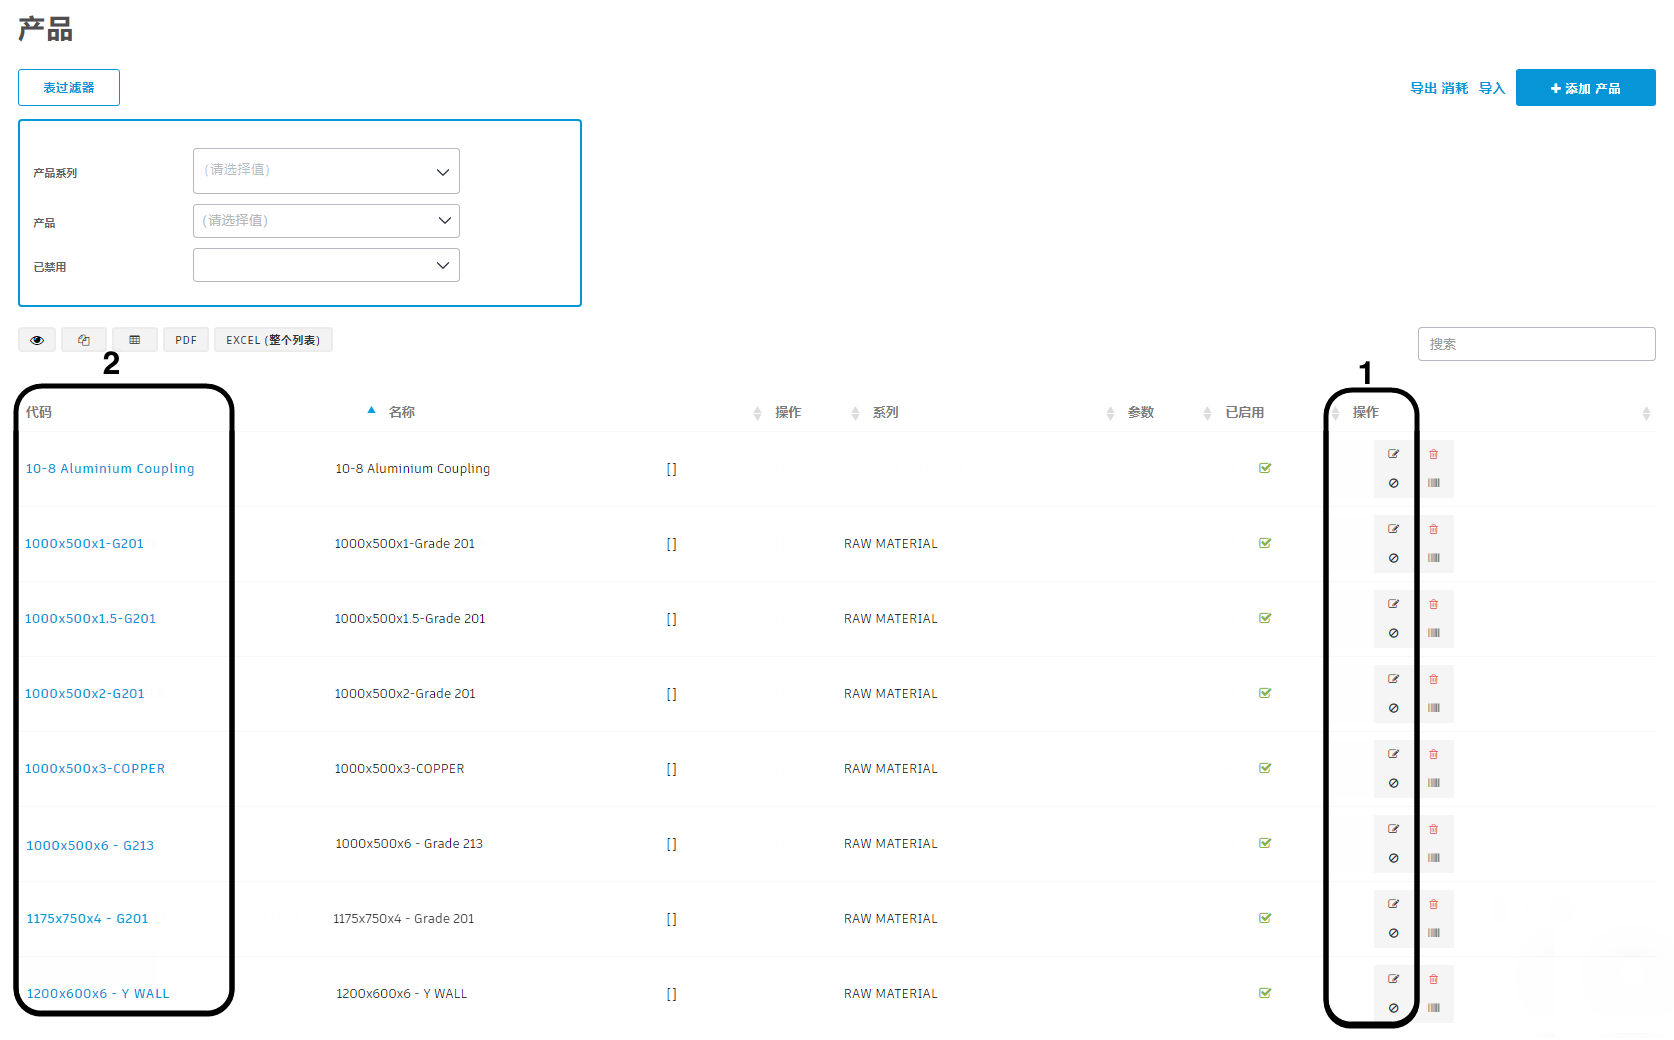 产品
表过滤器
导出 消耗 导入 添加 产品
产品系列 (请选择值)
产品 (请选择值)
已禁用
PDF EXCEL (整个列表)
搜索
2
1
代码 名称 操作 系列 参数 已启用 操作
10-8 Aluminium Coupling 10-8 Aluminium Coupling []
1000x500x1-G201 1000x500x1-Grade 201 [] RAW MATERIAL
1000x500x1.5-G201 1000x500x1.5-Grade 201 [] RAW MATERIAL
1000x500x2-G201 1000x500x2-Grade 201 [] RAW MATERIAL
1000x500x3-COPPER 1000x500x3-COPPER [] RAW MATERIAL
1000x500x6 - G213 1000x500x6 - Grade 213 [] RAW MATERIAL
1175x750x4 - G201 1175x750x4 - Grade 201 [] RAW MATERIAL
1200x600x6 - Y WALL 1200x600x6 - Y WALL [] RAW MATERIAL